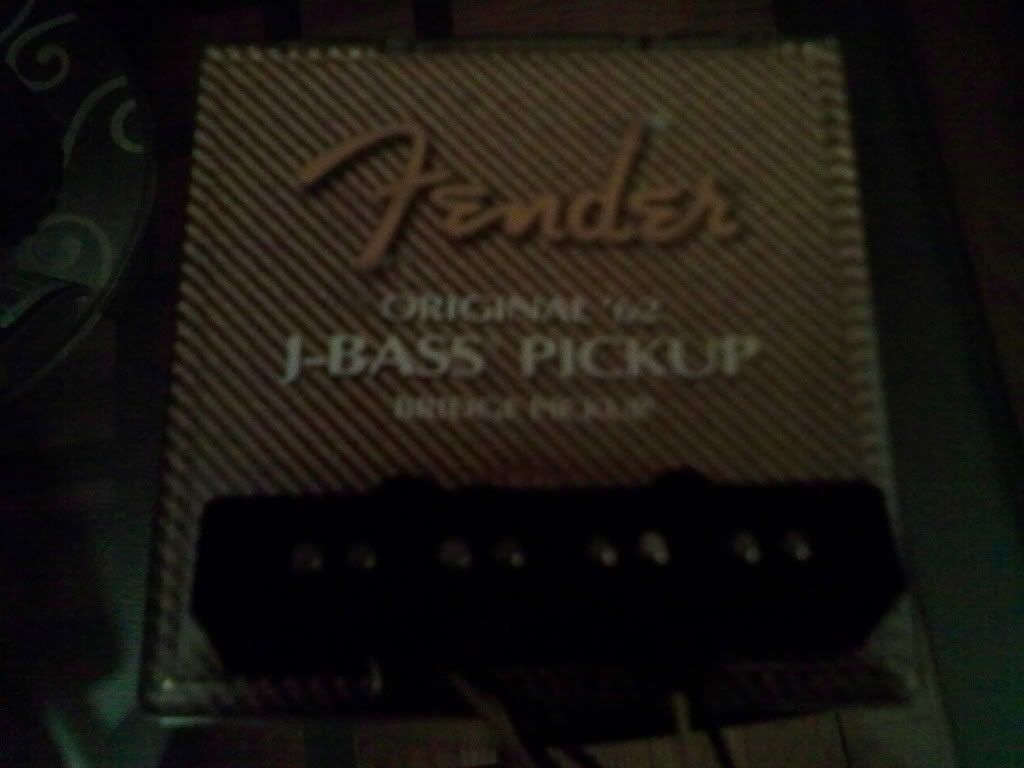 Fender
ORIGINAL '62
J-BASS PICKUP
BRIDGE PICKUP